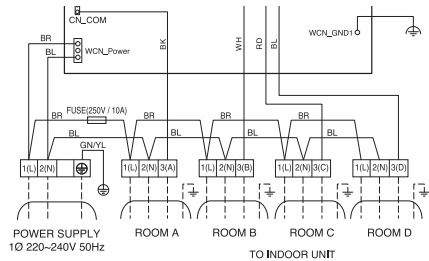 CN_COM
BR
WCN_Power
BL
BK
WH
RD
BL
WCN_GND1
BR
FUSE(250V / 10A)
BR
BR
BR
BL
BL
BL
GN/YL
1(L) 2(N)
1(L) 2(N) 3(A)
1(L) 2(N) 3(B)
1(L) 2(N) 3(C)
1(L) 2(N) 3(D)
POWER SUPPLY
1Ø 220~240V 50Hz
ROOM A
ROOM B
ROOM C
ROOM D
TO INDOOR UNIT